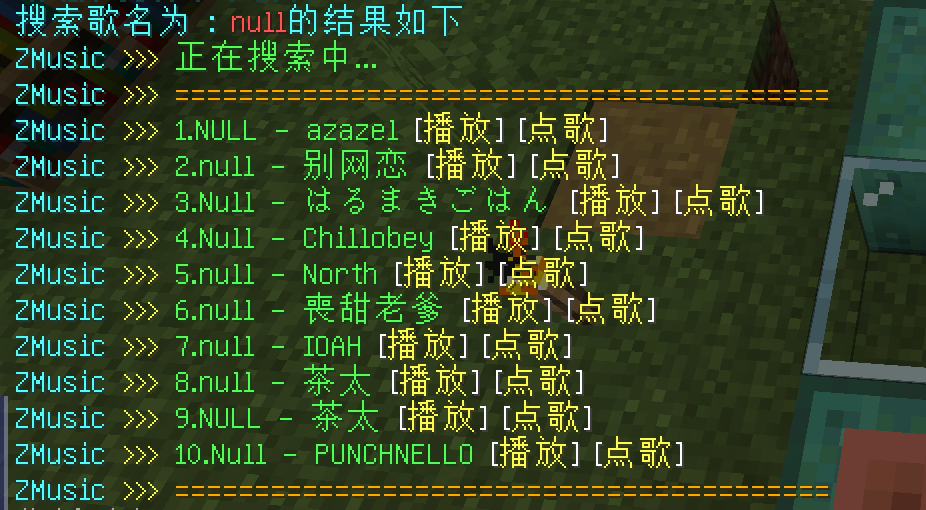 搜索歌名为：null的结果如下
ZMusic >>> 正在搜索中...
ZMusic >>> =========================================
ZMusic >>> 1.NULL - azazel [播放] [点歌]
ZMusic >>> 2.null - 别网恋 [播放] [点歌]
ZMusic >>> 3.Null - はるまきごはん [播放] [点歌]
ZMusic >>> 4.Null - Chillobey [播放] [点歌]
ZMusic >>> 5.null - North [播放] [点歌]
ZMusic >>> 6.null - 喪甜老爹 [播放] [点歌]
ZMusic >>> 7.null - IOAH [播放] [点歌]
ZMusic >>> 8.null - 茶太 [播放] [点歌]
ZMusic >>> 9.NULL - 茶太 [播放] [点歌]
ZMusic >>> 10.Null - PUNCHNELLO [播放] [点歌]
ZMusic >>> =========================================